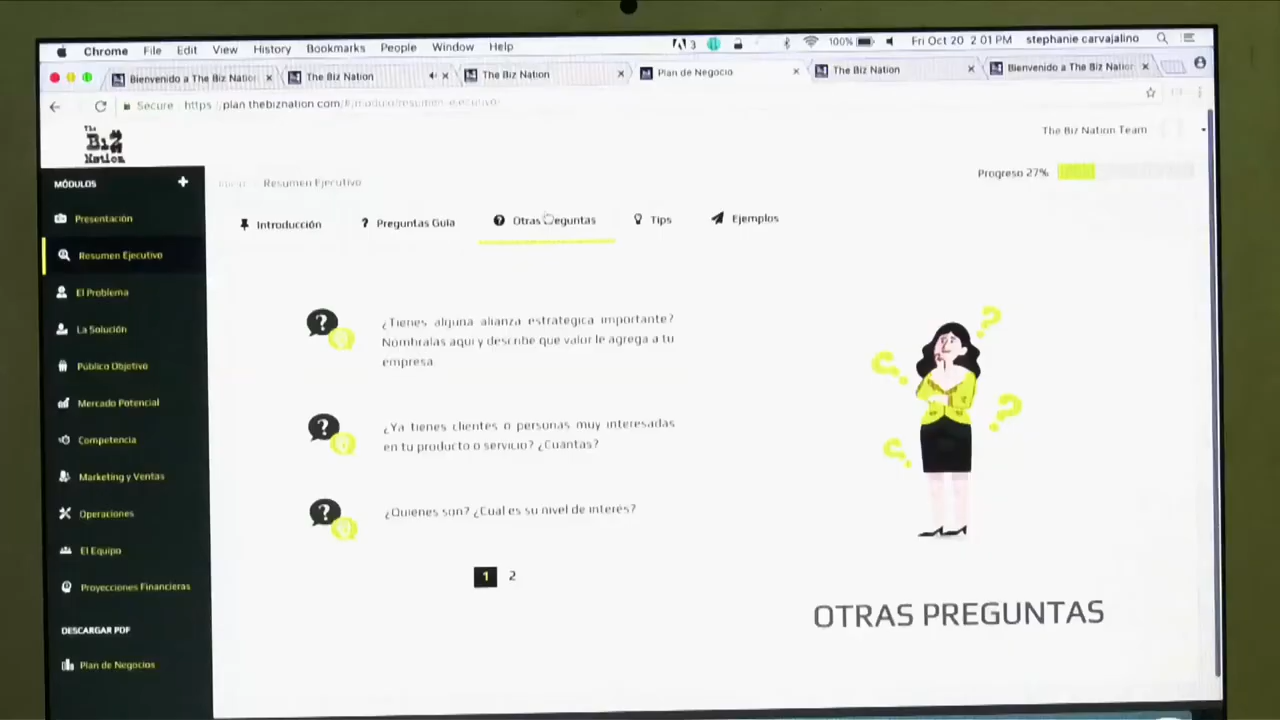 Chrome File Edit View History Bookmarks People Window Help 3 100% Fri Oct 20 2:01 PM stephanie carvajalino
Bienvenido a The Biz Natio × The Biz Nation × The Biz Nation × Plan de Negocio × The Biz Nation × Bienvenido a The Biz Nation ×
Secure https plan thebiznation com
The Biz Nation
The Biz Nation Team
MÓDULOS +
Resumen Ejecutivo
Progreso 27%
Presentación
Introducción ? Preguntas Guía ? Otras Preguntas Tips Ejemplos
Resumen Ejecutivo
El Problema
La Solución
Público Objetivo
Mercado Potencial
Competencia
Marketing y Ventas
Operaciones
El Equipo
Proyecciones Financieras
DESCARGAR PDF
Plan de Negocios
¿Tienes alguna alianza estrategica importante?
Nombralas aqui y describe que valor le agrega a tu
empresa
¿Ya tienes clientes o personas muy interesadas
en tu producto o servicio? ¿Cuantas?
¿Quienes son? ¿Cual es su nivel de interés?
1 2
OTRAS PREGUNTAS